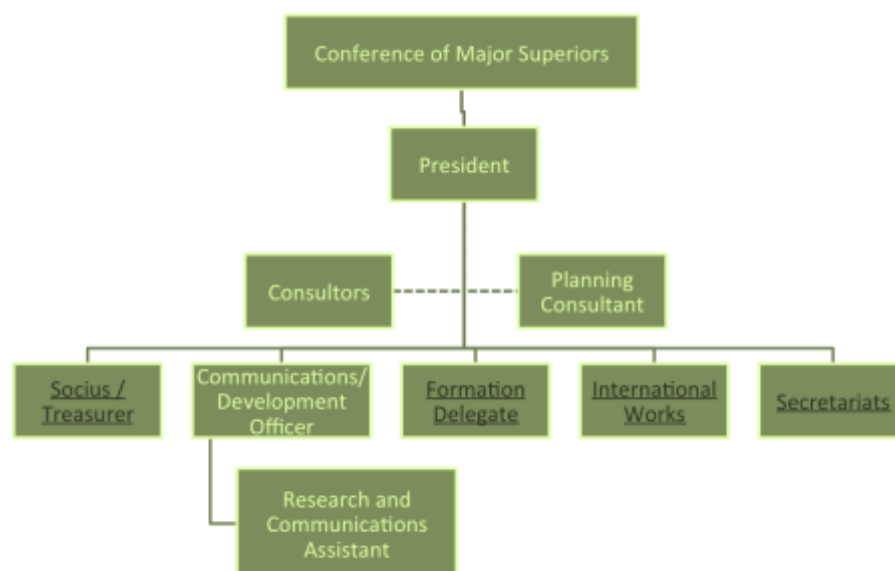 Conference of Major Superiors
President
Consultors
Planning
Consultant
Socius /
Treasurer
Communications/
Development
Officer
Formation
Delegate
International
Works
Secretariats
Research and
Communications
Assistant